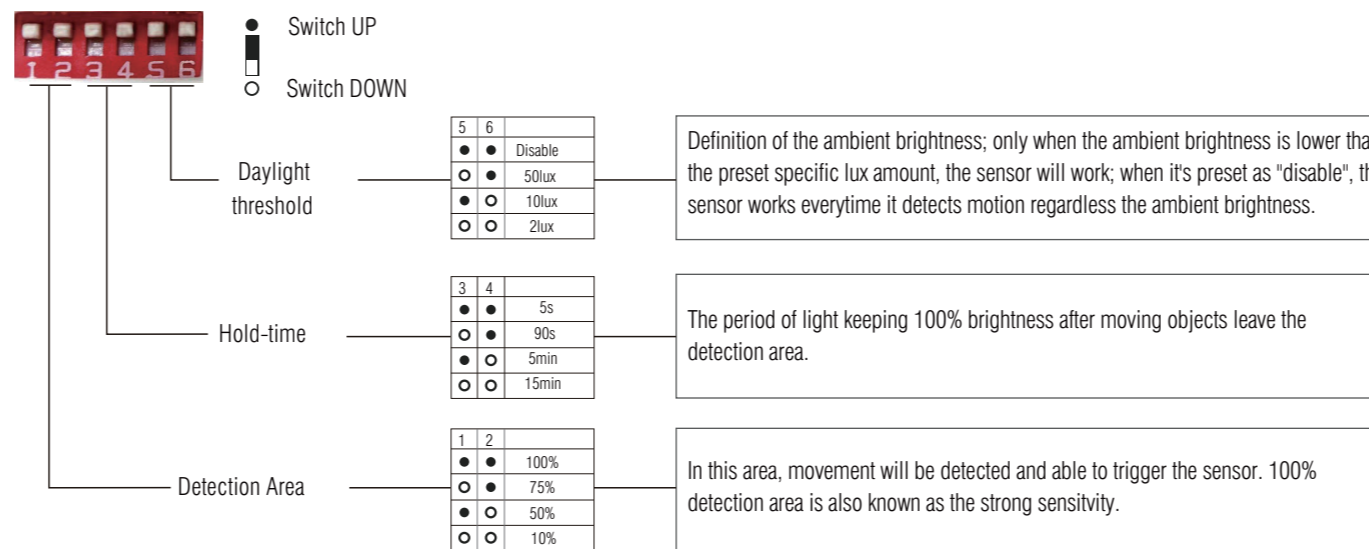 1 2 3 4 5 6
● Switch UP
○ Switch DOWN
Daylight
threshold
5 6
● ● Disable
○ ● 50lux
● ○ 10lux
○ ○ 2lux
Definition of the ambient brightness; only when the ambient brightness is lower tha
the preset specific lux amount, the sensor will work; when it's preset as "disable", th
sensor works everytime it detects motion regardless the ambient brightness.
Hold-time
3 4
● ● 5s
○ ● 90s
● ○ 5min
○ ○ 15min
The period of light keeping 100% brightness after moving objects leave the
detection area.
Detection Area
1 2
● ● 100%
○ ● 75%
● ○ 50%
○ ○ 10%
In this area, movement will be detected and able to trigger the sensor. 100%
detection area is also known as the strong sensitvity.